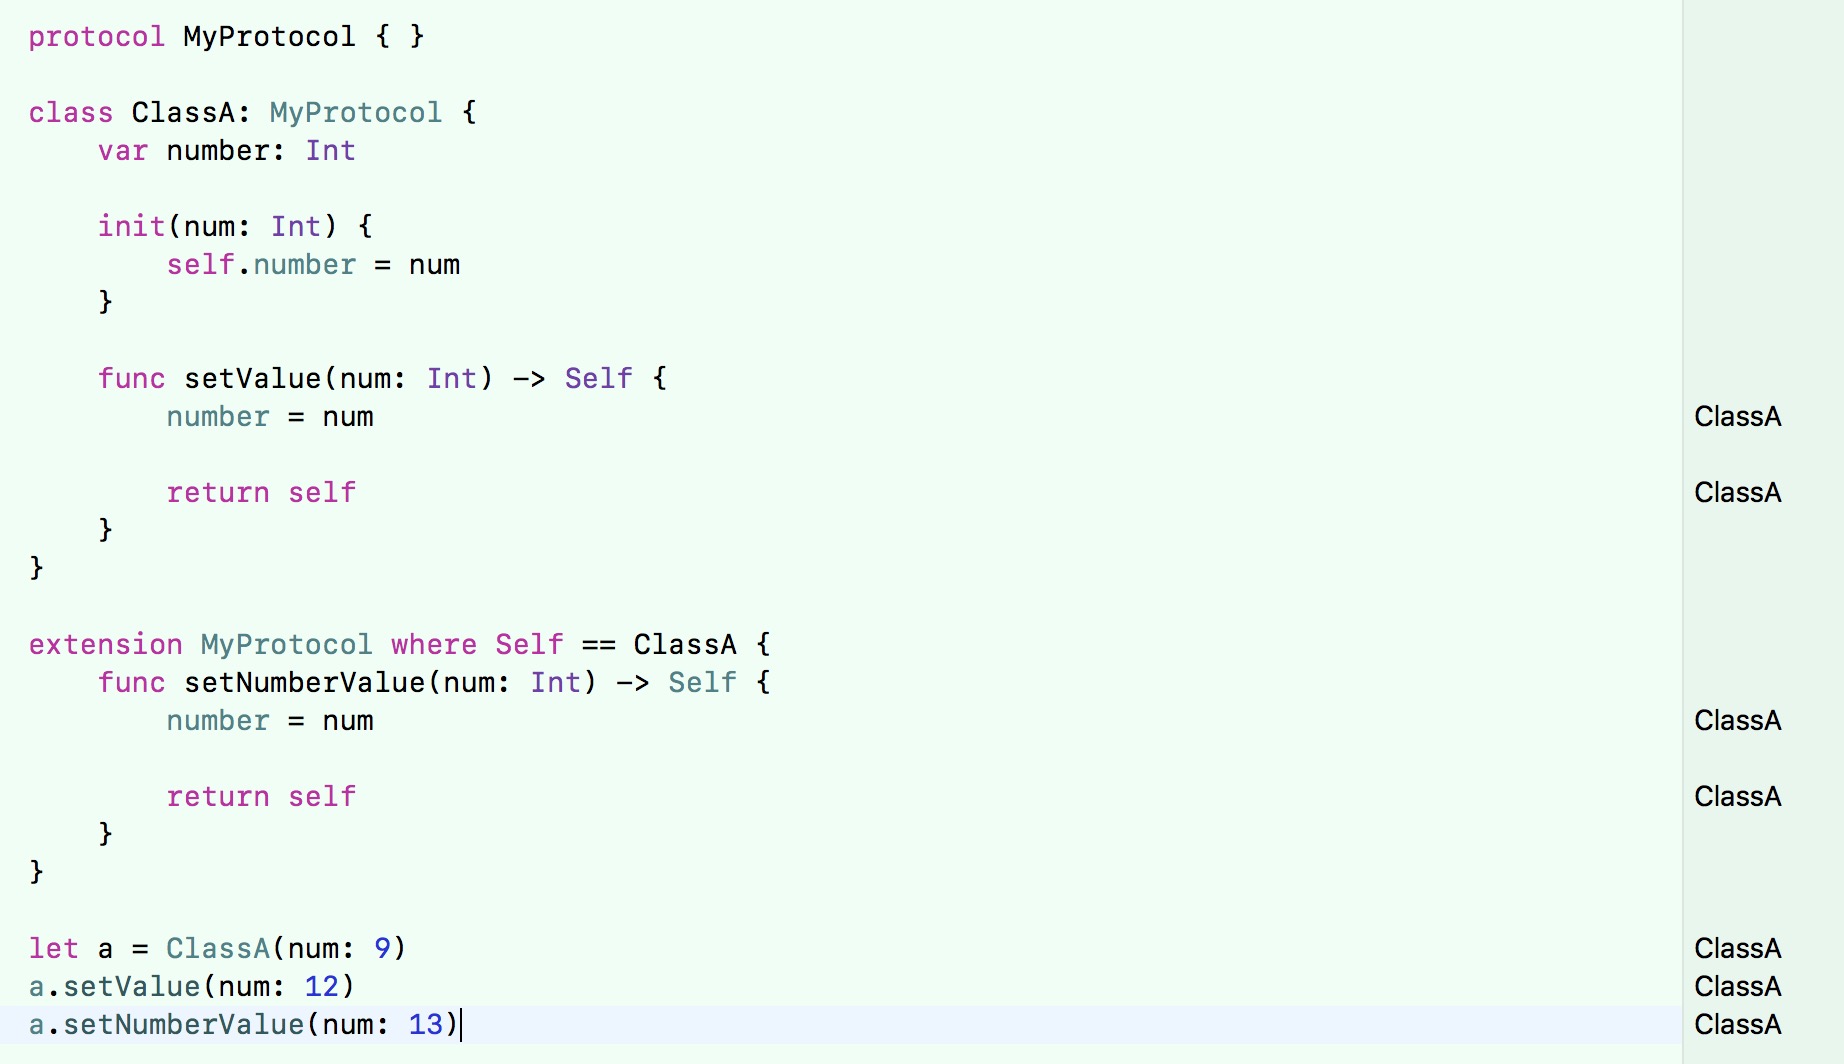 protocol MyProtocol { }
class ClassA: MyProtocol {
    var number: Int
    init(num: Int) {
        self.number = num
    }
    func setValue(num: Int) -> Self {
        number = num ClassA
        return self ClassA
    }
}
extension MyProtocol where Self == ClassA {
    func setNumberValue(num: Int) -> Self {
        number = num ClassA
        return self ClassA
    }
}
let a = ClassA(num: 9) ClassA
a.setValue(num: 12) ClassA
a.setNumberValue(num: 13) ClassA